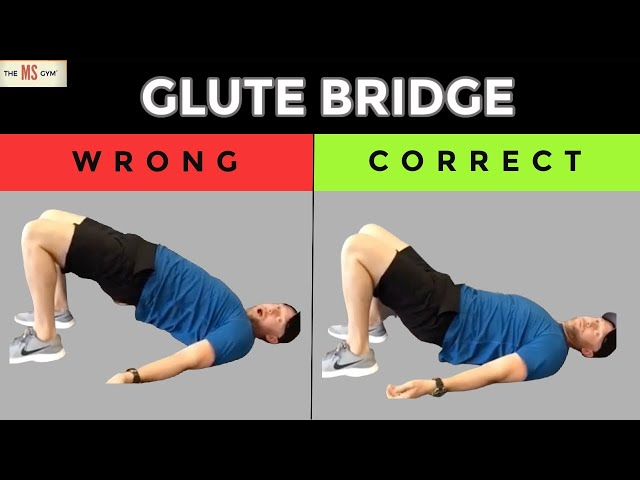 THE MS GYM
GLUTE BRIDGE
WRONG
CORRECT